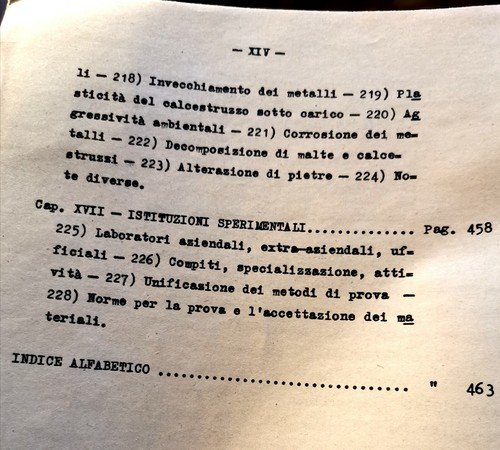 — XIV —
li — 218) Invecchiamento dei metalli — 219) Pla
sticità del calcestruzzo sotto carico — 220) Ag
gressività ambientali — 221) Corrosione dei me-
talli — 222) Decomposizione di malte e calce-
struzzi — 223) Alterazione di pietre — 224) No-
te diverse.
Cap. XVII — ISTITUZIONI SPERIMENTALI.............. Pag. 458
225) Laboratori aziendali, extra-aziendali, uf-
ficiali — 226) Compiti, specializzazione, atti-
vità — 227) Unificazione dei metodi di prova —
228) Norme per la prova e l'accettazione dei ma
teriali.
INDICE ALFABETICO ................................ " 463